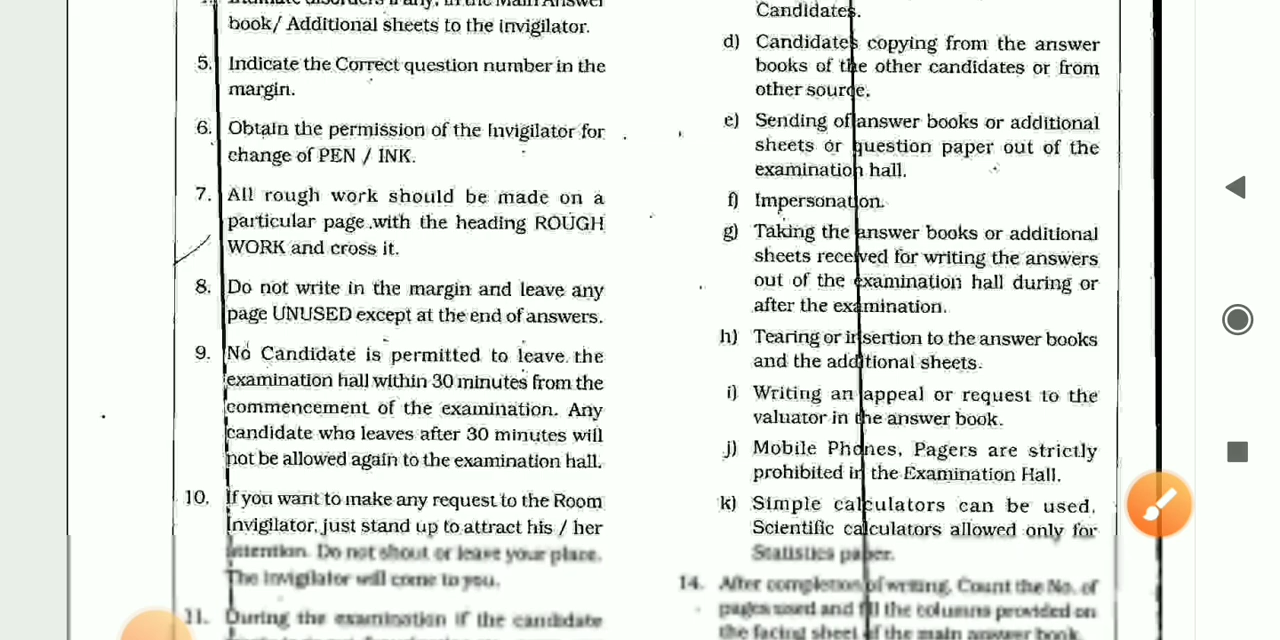 book/ Additional sheets to the invigilator.
5. Indicate the Correct question number in the
margin.
6. Obtain the permission of the Invigilator for
change of PEN / INK.
7. All rough work should be made on a
particular page with the heading ROUGH
WORK and cross it.
8. Do not write in the margin and leave any
page UNUSED except at the end of answers.
9. No Candidate is permitted to leave the
examination hall within 30 minutes from the
commencement of the examination. Any
candidate who leaves after 30 minutes will
not be allowed again to the examination hall.
10. If you want to make any request to the Room
Invigilator, just stand up to attract his / her
attention. Do not shout or leave your place.
The Invigilator will come to you.
11. During the examination if the candidate
Candidates.
d) Candidates copying from the answer
books of the other candidates or from
other source.
e) Sending of answer books or additional
sheets or question paper out of the
examination hall.
f) Impersonation.
g) Taking the answer books or additional
sheets received for writing the answers
out of the examination hall during or
after the examination.
h) Tearing or insertion to the answer books
and the additional sheets.
i) Writing an appeal or request to the
valuator in the answer book.
j) Mobile Phones, Pagers are strictly
prohibited in the Examination Hall.
k) Simple calculators can be used.
Scientific calculators allowed only for
Statistics paper.
14. After completion of writing, Count the No. of
pages used and fill the columns provided on
the facing sheet of the main answer book.